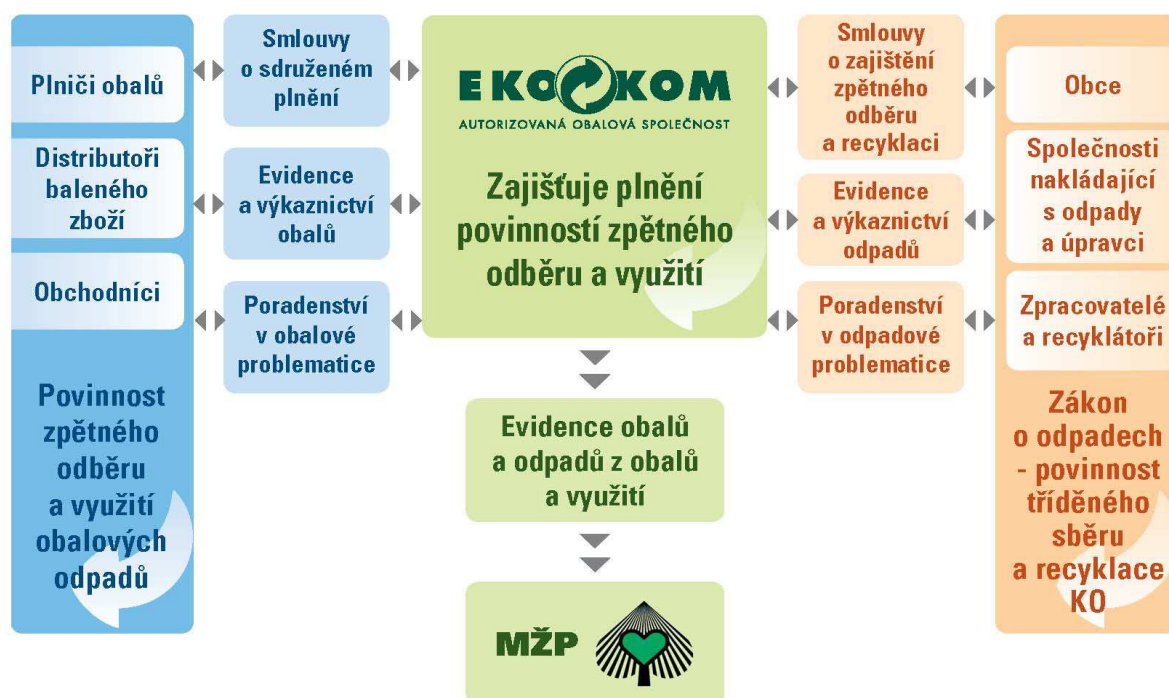 Plniči obalů
Distributoři
baleného
zboží
Obchodníci
Povinnost
zpětného
odběru
a využití
obalových
odpadů
Smlouvy
o sdruženém
plnění
Evidence
a výkaznictví
obalů
Poradenství
v obalové
problematice
EKO KOM
AUTORIZOVANÁ OBALOVÁ SPOLEČNOST
Zajišťuje plnění
povinností zpětného
odběru a využití
Evidence obalů
a odpadů z obalů
a využití
MŽP
Smlouvy
o zajištění
zpětného
odběru
a recyklaci
Evidence
a výkaznictví
odpadů
Poradenství
v odpadové
problematice
Obce
Společnosti
nakládající
s odpady
a úpravci
Zpracovatelé
a recyklátoři
Zákon
o odpadech
- povinnost
tříděného
sběru
a recyklace
KO